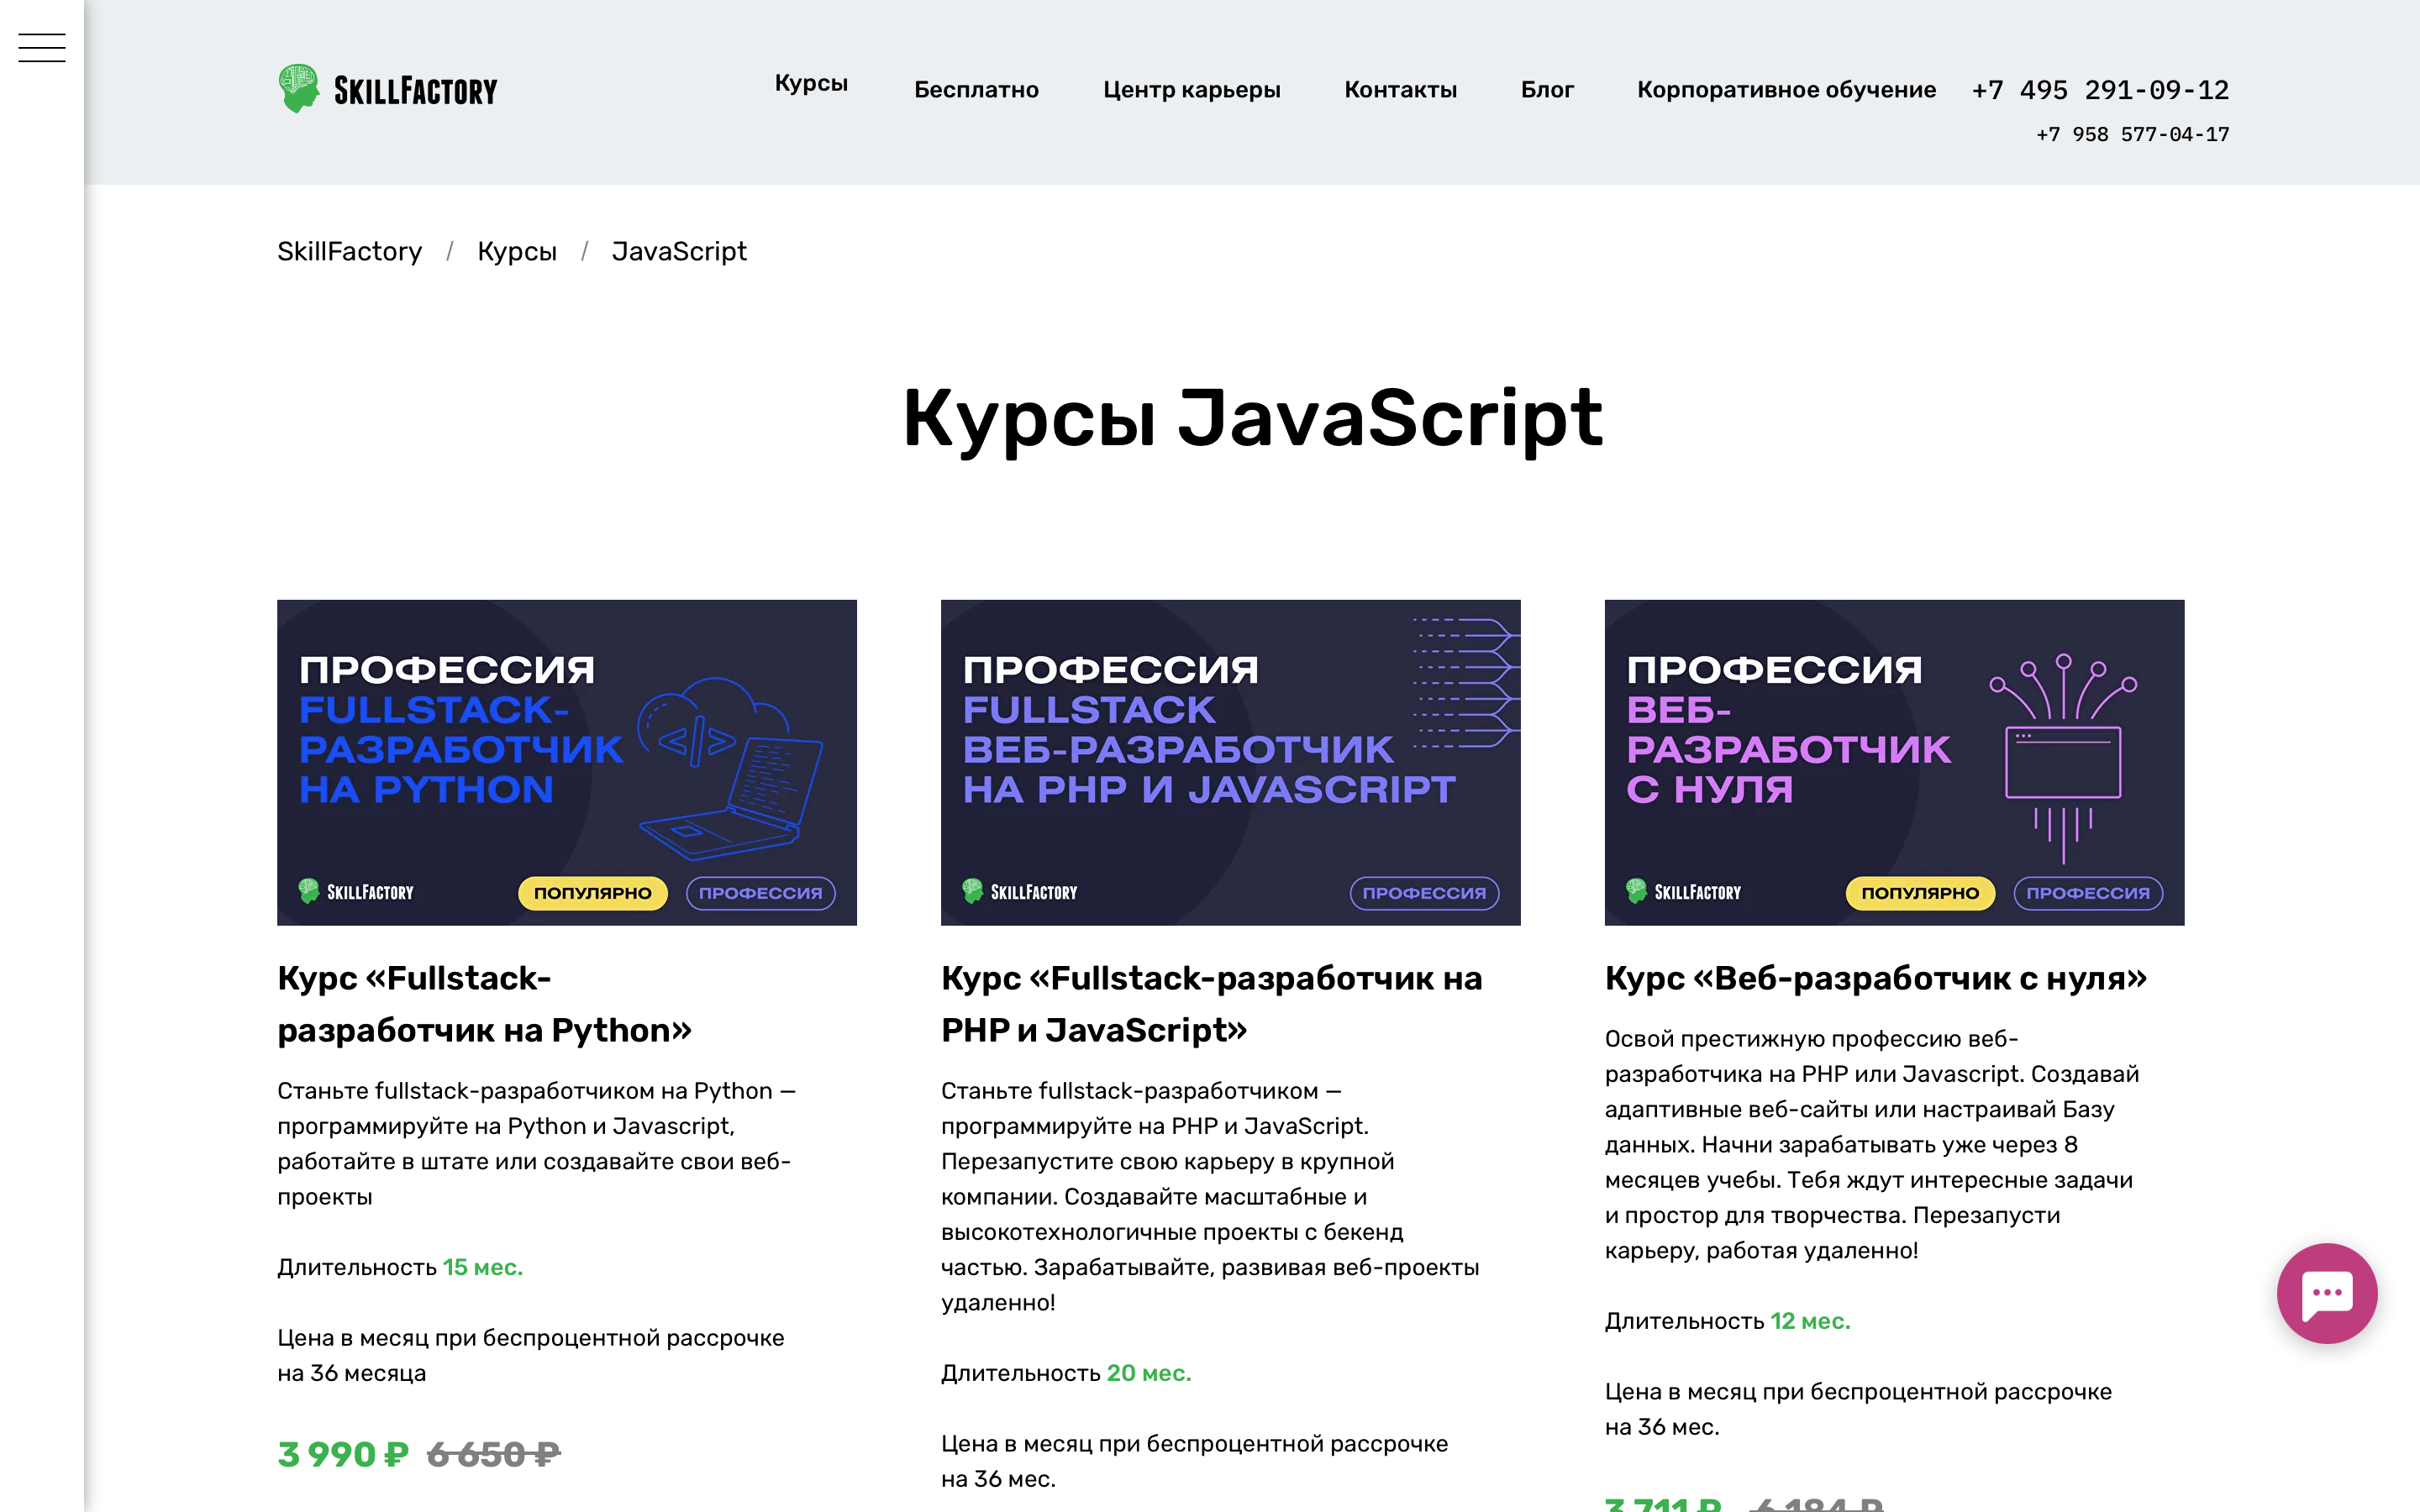 SKILLFACTORY
Курсы
Бесплатно
Центр карьеры
Контакты
Блог
Корпоративное обучение
+7 495 291-09-12
+7 958 577-04-17
SkillFactory / Курсы / JavaScript
Курсы JavaScript
ПРОФЕССИЯ
FULLSTACK-
РАЗРАБОТЧИК
НА PYTHON
SKILLFACTORY
ПОПУЛЯРНО
ПРОФЕССИЯ
Курс «Fullstack-
разработчик на Python»
Станьте fullstack-разработчиком на Python —
программируйте на Python и Javascript,
работайте в штате или создавайте свои веб-
проекты
Длительность 15 мес.
Цена в месяц при беспроцентной рассрочке
на 36 месяца
3 990 ₽ 6 650 ₽
ПРОФЕССИЯ
FULLSTACK
ВЕБ-РАЗРАБОТЧИК
НА PHP И JAVASCRIPT
SKILLFACTORY
ПРОФЕССИЯ
Курс «Fullstack-разработчик на
PHP и JavaScript»
Станьте fullstack-разработчиком —
программируйте на PHP и JavaScript.
Перезапустите свою карьеру в крупной
компании. Создавайте масштабные и
высокотехнологичные проекты с бекенд
частью. Зарабатывайте, развивая веб-проекты
удаленно!
Длительность 20 мес.
Цена в месяц при беспроцентной рассрочке
на 36 мес.
ПРОФЕССИЯ
ВЕБ-
РАЗРАБОТЧИК
С НУЛЯ
SKILLFACTORY
ПОПУЛЯРНО
ПРОФЕССИЯ
Курс «Веб-разработчик с нуля»
Освой престижную профессию веб-
разработчика на PHP или Javascript. Создавай
адаптивные веб-сайты или настраивай Базу
данных. Начни зарабатывать уже через 8
месяцев учебы. Тебя ждут интересные задачи
и простор для творчества. Перезапусти
карьеру, работая удаленно!
Длительность 12 мес.
Цена в месяц при беспроцентной рассрочке
на 36 мес.
3 711 ₽ 6 184 ₽